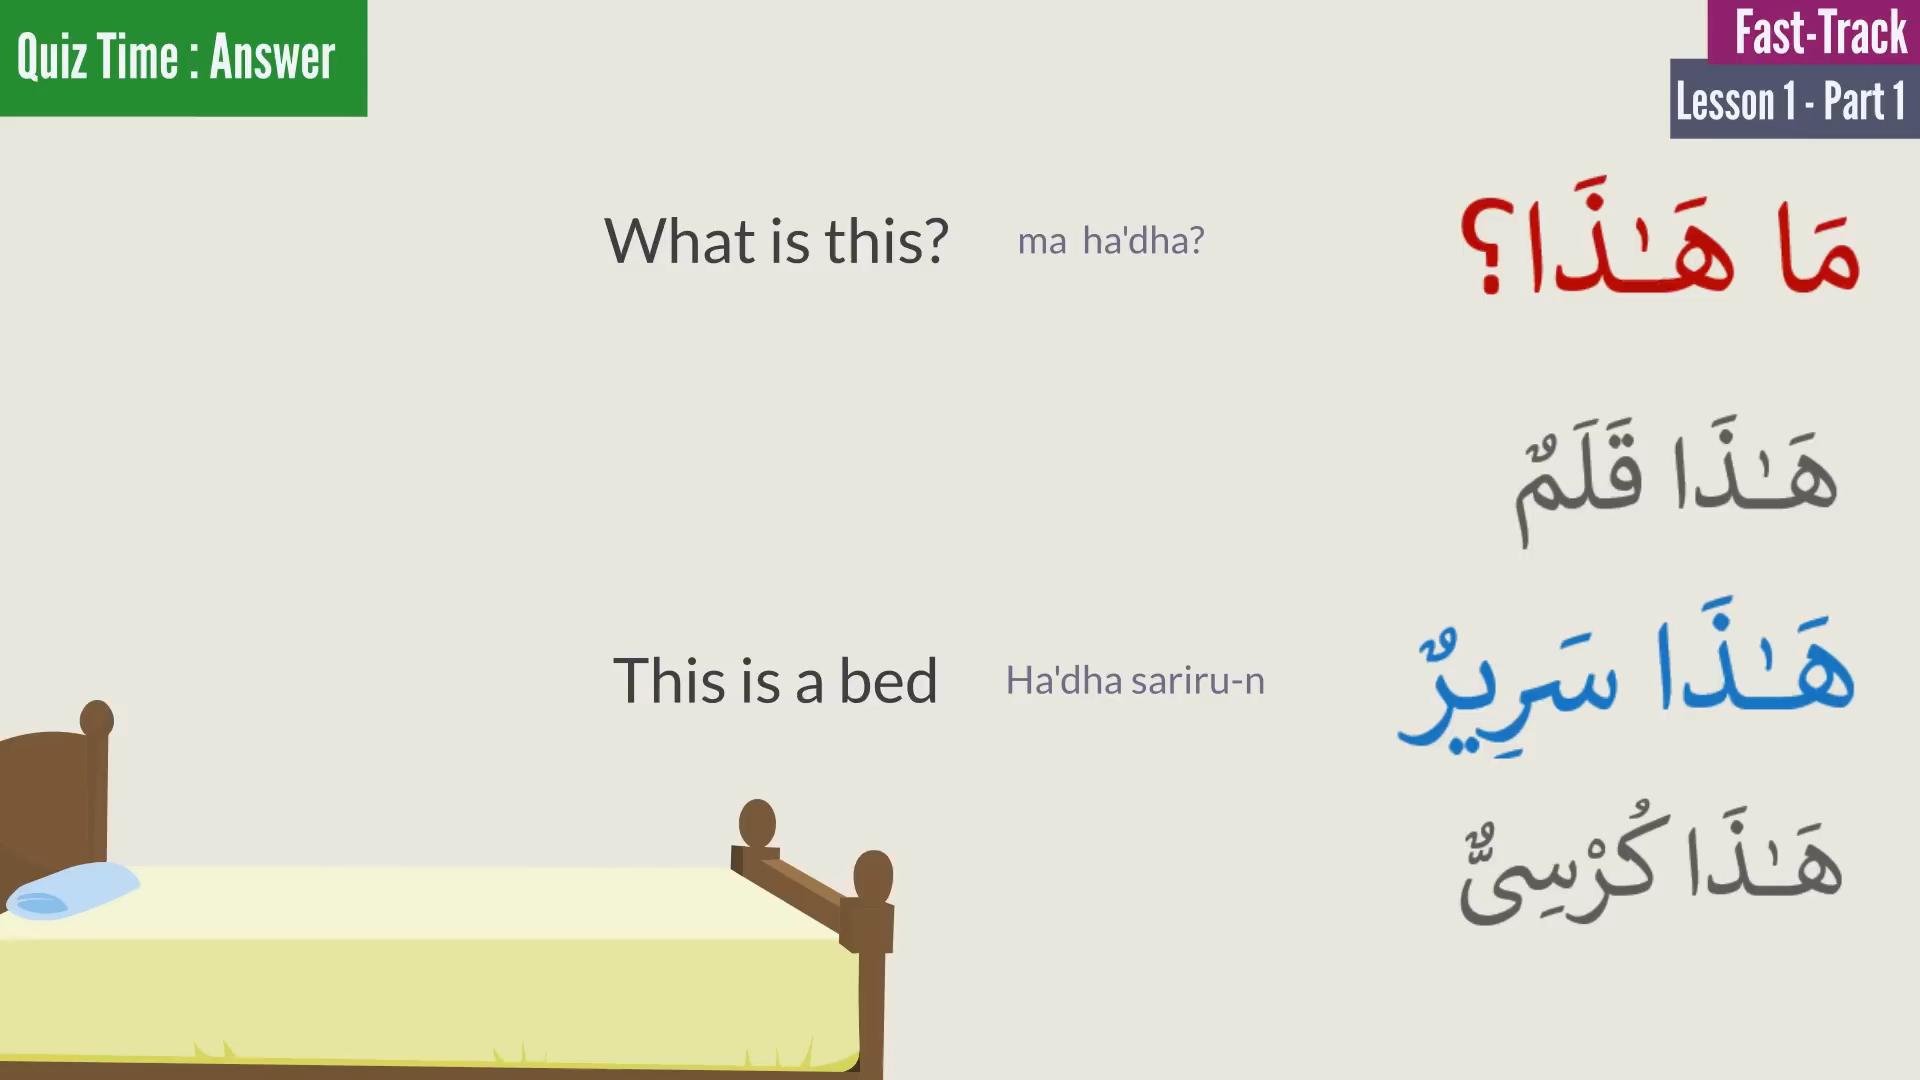 Quiz Time : Answer
Fast-Track
Lesson 1 - Part 1
What is this? ma ha'dha? مَا هَـٰذَا؟
هَـٰذَا قَلَمٌ
This is a bed Ha'dha sariru-n هَـٰذَا سَرِيرٌ
هَـٰذَا كُرْسِىٌّ